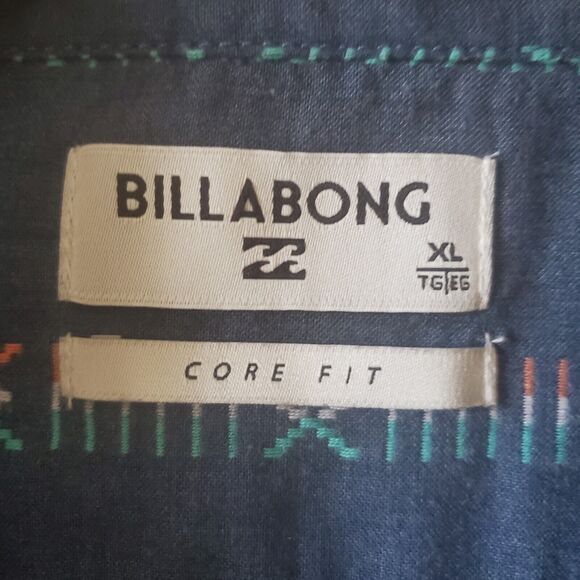 BILLABONG
XL
TG|EG
CORE FIT